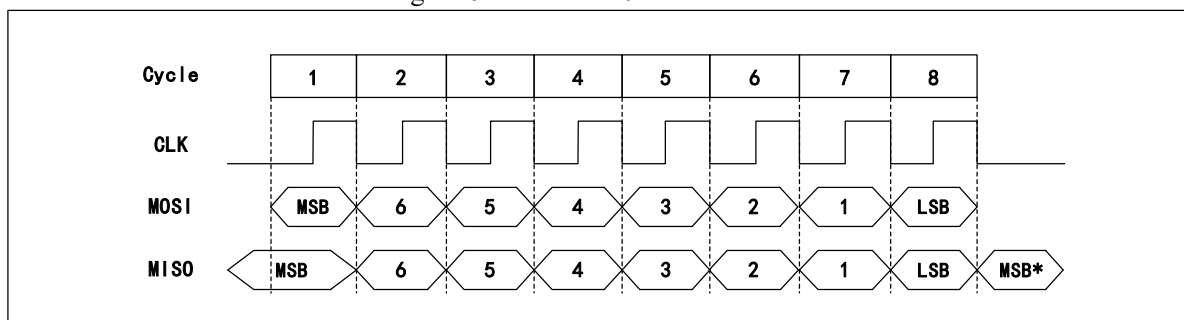 Cycle 1 2 3 4 5 6 7 8
CLK
MOSI MSB 6 5 4 3 2 1 LSB
MISO MSB 6 5 4 3 2 1 LSB MSB*